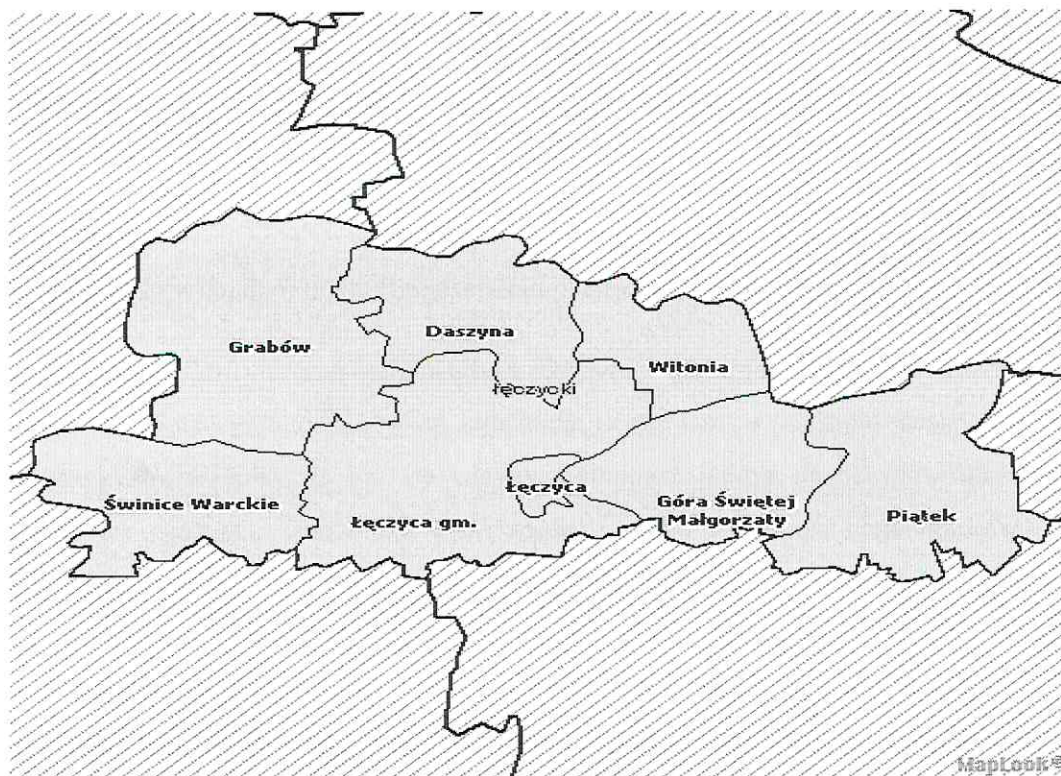 Daszyna
Grabów
Witonia
łęczycki
Łęczyca
Świnice Warckie
Łęczyca gm.
Góra Świętej
Małgorzaty
Piątek
MapLook